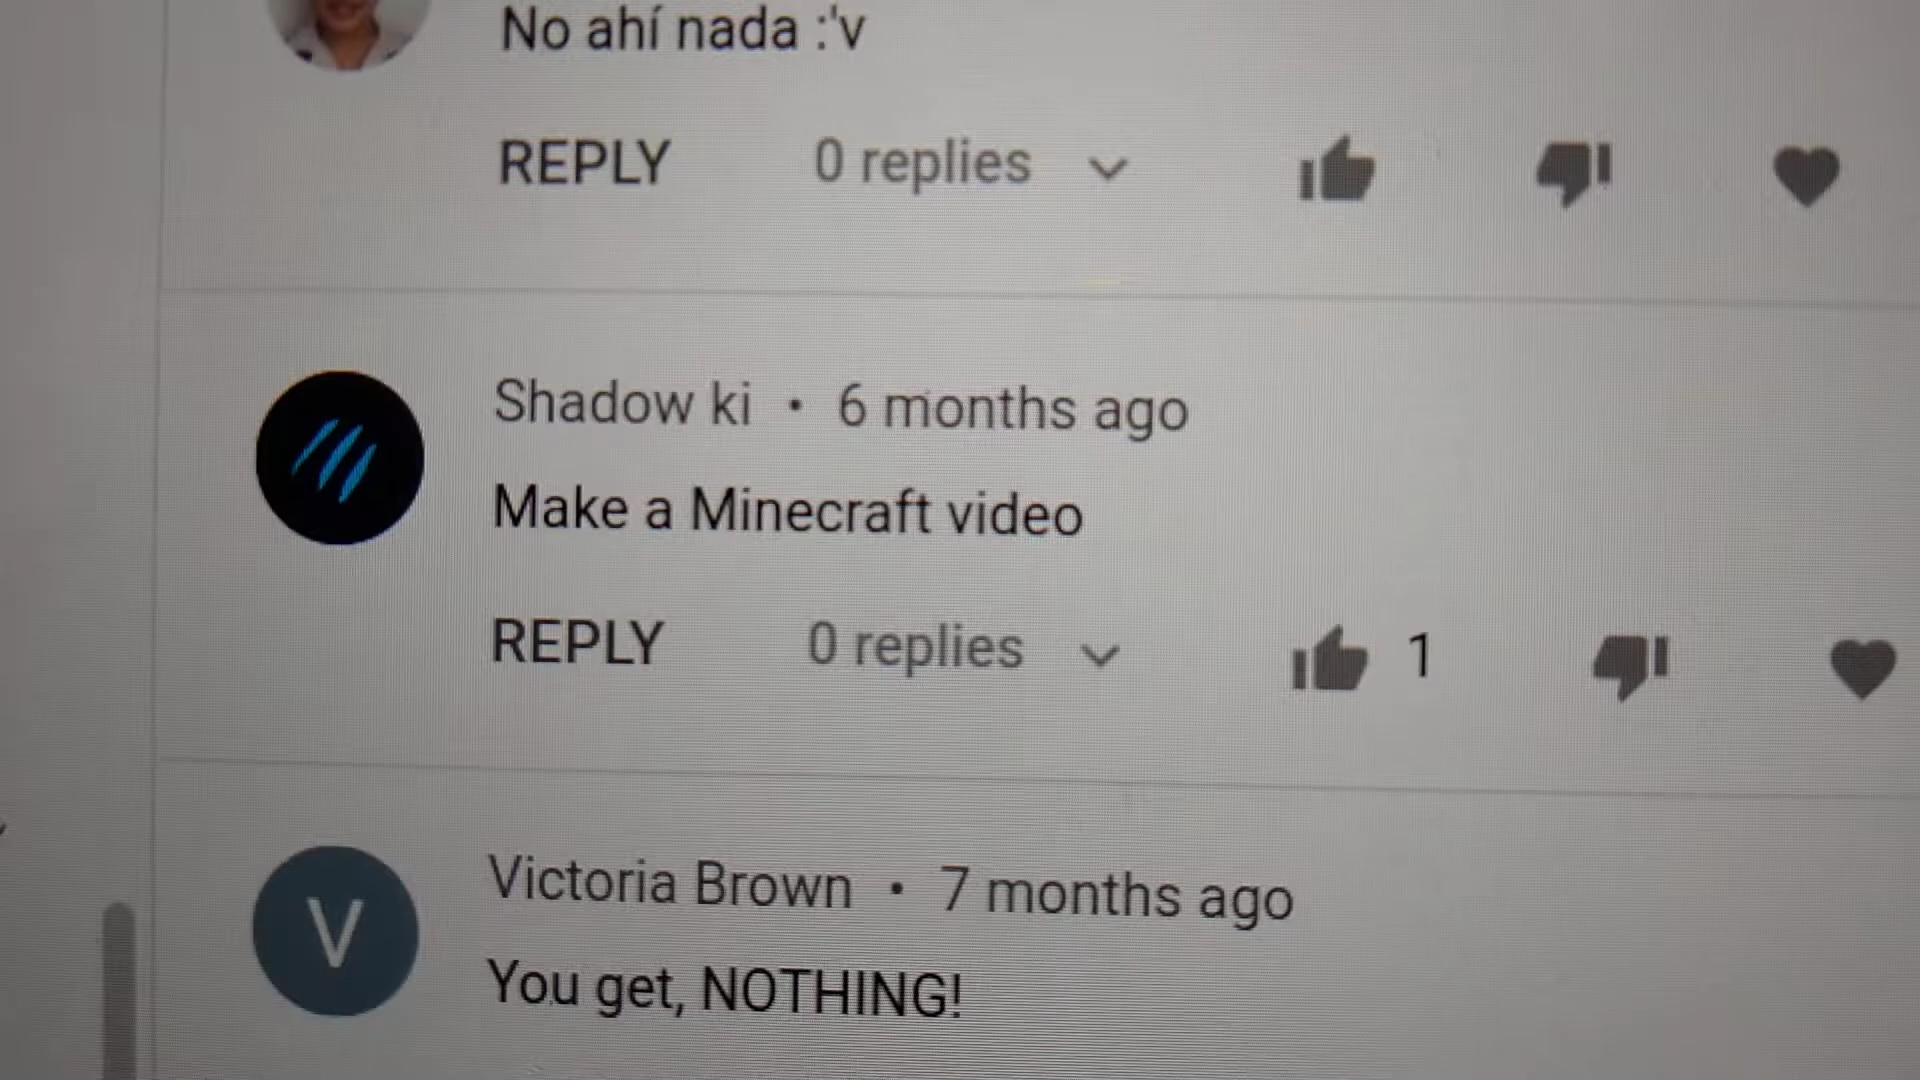 No ahí nada :'v
REPLY 0 replies
Shadow ki • 6 months ago
Make a Minecraft video
REPLY 0 replies 1
V
Victoria Brown • 7 months ago
You get, NOTHING!